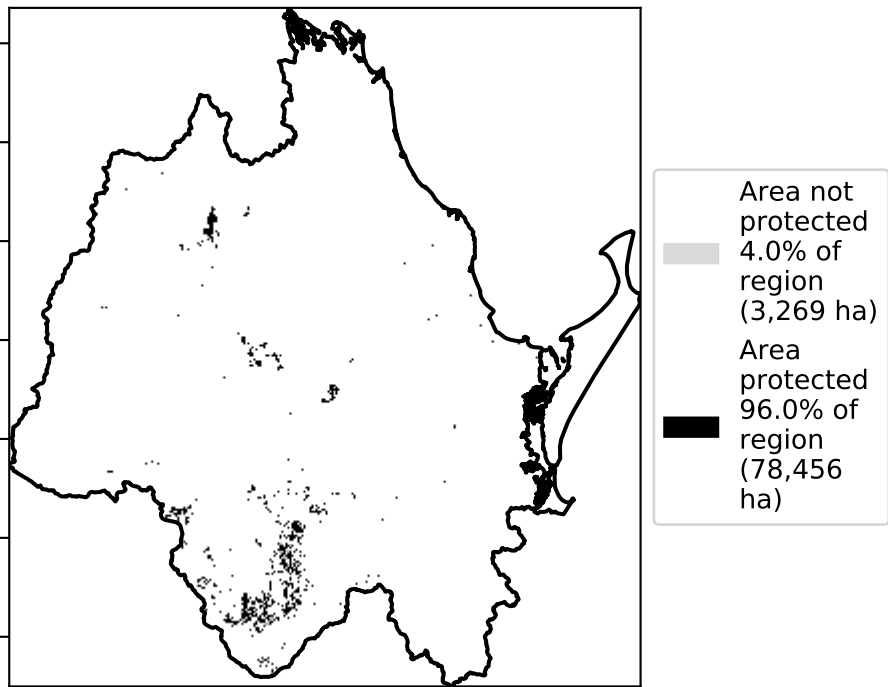 Area not
protected
4.0% of
region
(3,269 ha)
Area
protected
96.0% of
region
(78,456
ha)